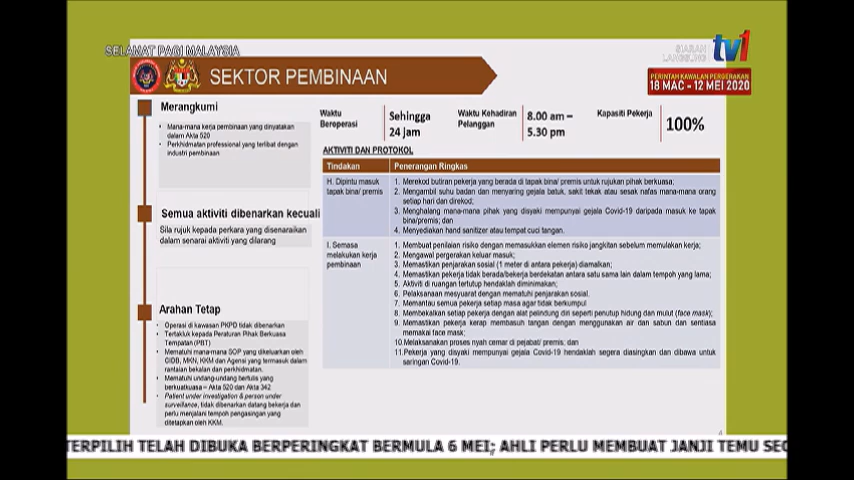 SELAMAT PAGI MALAYSIA
SIARAN
LANGSUNG
tv1
PERINTAH KAWALAN PERGERAKAN
18 MAC - 12 MEI 2020
SEKTOR PEMBINAAN
Merangkumi
• Mana-mana kerja pembinaan yang dinyatakan
dalam Akta 520
• Perkhidmatan professional yang terlibat dengan
industri pembinaan
Semua aktiviti dibenarkan kecuali
Sila rujuk kepada perkara yang disenaraikan
dalam senarai aktiviti yang dilarang
Arahan Tetap
• Operasi di kawasan PKPD tidak dibenarkan
• Tertakluk kepada Peraturan Pihak Berkuasa
Tempatan (PBT)
• Mematuhi mana-mana SOP yang dikeluarkan oleh
CIDB, MKN, KKM dan Agensi yang termasuk dalam
rantaian bekalan dan perkhidmatan.
• Mematuhi undang-undang bertulis yang
berkuatkuasa – Akta 520 dan Akta 342
• Patient under investigation & person under
surveillance, tidak dibenarkan datang bekerja dan
perlu menjalani tempoh pengasingan yang
ditetapkan oleh KKM.
Waktu
Beroperasi
Sehingga
24 jam
Waktu Kehadiran
Pelanggan
8.00 am –
5.30 pm
Kapasiti Pekerja
100%
AKTIVITI DAN PROTOKOL
Tindakan
Penerangan Ringkas
H. Dipintu masuk
tapak bina/ premis
1. Merekod butiran pekerja yang berada di tapak bina/ premis untuk rujukan pihak berkuasa;
2. Mengambil suhu badan dan menyaring gejala batuk, sakit tekak atau sesak nafas mana-mana orang
setiap hari dan direkod;
3. Menghalang mana-mana pihak yang disyaki mempunyai gejala Covid-19 daripada masuk ke tapak
bina/premis; dan
4. Menyediakan hand sanitizer atau tempat cuci tangan.
I. Semasa
melakukan kerja
pembinaan
1. Membuat penilaian risiko dengan memasukkan elemen risiko jangkitan sebelum memulakan kerja;
2. Mengawal pergerakan keluar masuk;
3. Memastikan penjarakan sosial (1 meter di antara pekerja) diamalkan;
4. Memastikan pekerja tidak berada/bekerja berdekatan antara satu sama lain dalam tempoh yang lama;
5. Aktiviti di ruangan tertutup hendaklah diminimakan;
6. Pelaksanaan mesyuarat dengan mematuhi penjarakan sosial.
7. Memantau semua pekerja setiap masa agar tidak berkumpul
8. Membekalkan setiap pekerja dengan alat pelindung diri seperti penutup hidung dan mulut (face mask);
9. Memastikan pekerja kerap membasuh tangan dengan menggunakan air dan sabun dan sentiasa
memakai face mask;
10. Melaksanakan proses nyah cemar di pejabat/ premis; dan
11. Pekerja yang disyaki mempunyai gejala Covid-19 hendaklah segera diasingkan dan dibawa untuk
saringan Covid-19.
4
TERPILIH TELAH DIBUKA BERPERINGKAT BERMULA 6 MEI; AHLI PERLU MEMBUAT JANJI TEMU SEC